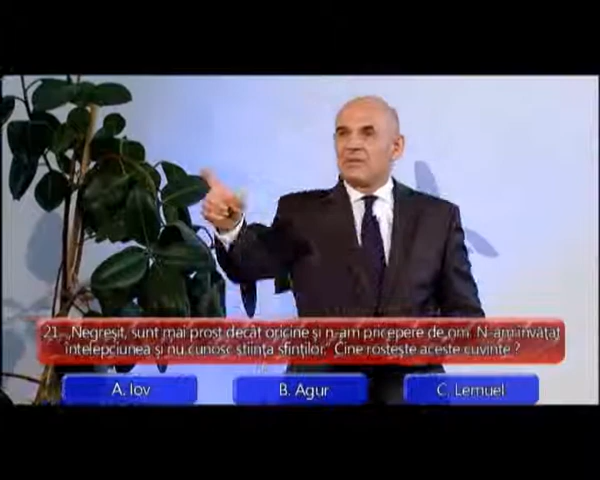 21. „Negreşit, sunt mai prost decât oricine şi n-am pricepere de om. N-am învăţat
înţelepciunea şi nu cunosc ştiinţa sfinţilor." Cine rosteşte aceste cuvinte ?
A. Iov
B. Agur
C. Lemuel